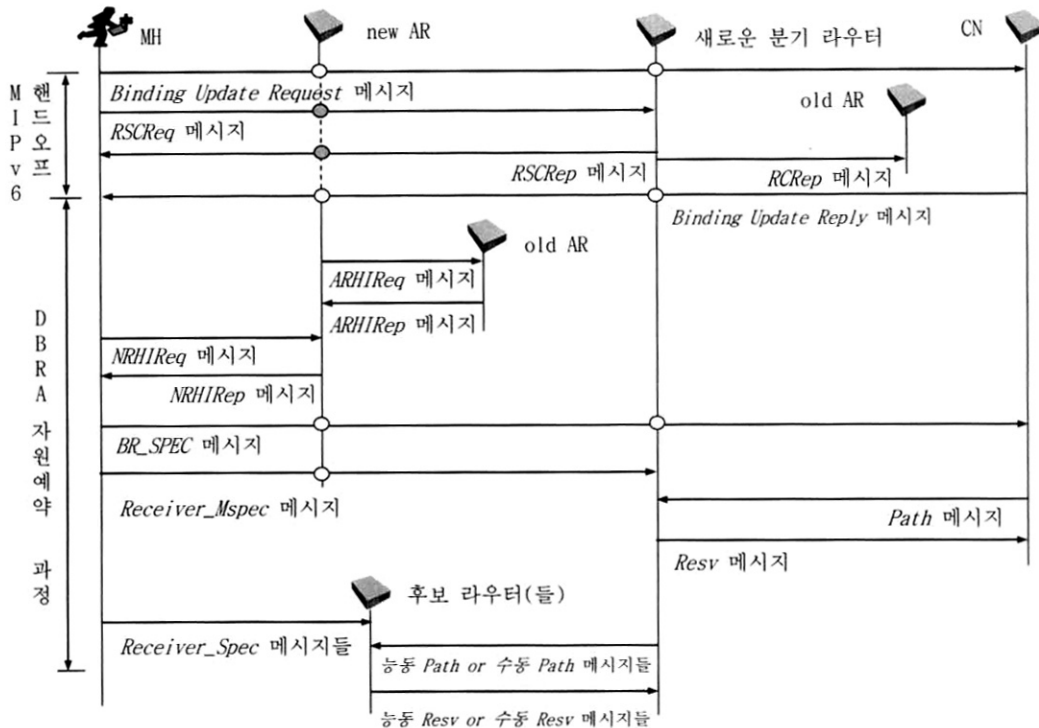 MH
new AR
새로운 분기 라우터
CN
MIPv6
핸드오프
Binding Update Request 메시지
old AR
RSCReq 메시지
RSCRep 메시지
RCRep 메시지
Binding Update Reply 메시지
old AR
ARHIReq 메시지
ARHIRep 메시지
DBRA 자원예약 과정
NRHIReq 메시지
NRHIRep 메시지
BR_SPEC 메시지
Receiver_Mspec 메시지
Path 메시지
Resv 메시지
후보 라우터(들)
Receiver_Spec 메시지들
능동 Path or 수동 Path 메시지들
능동 Resv or 수동 Resv 메시지들